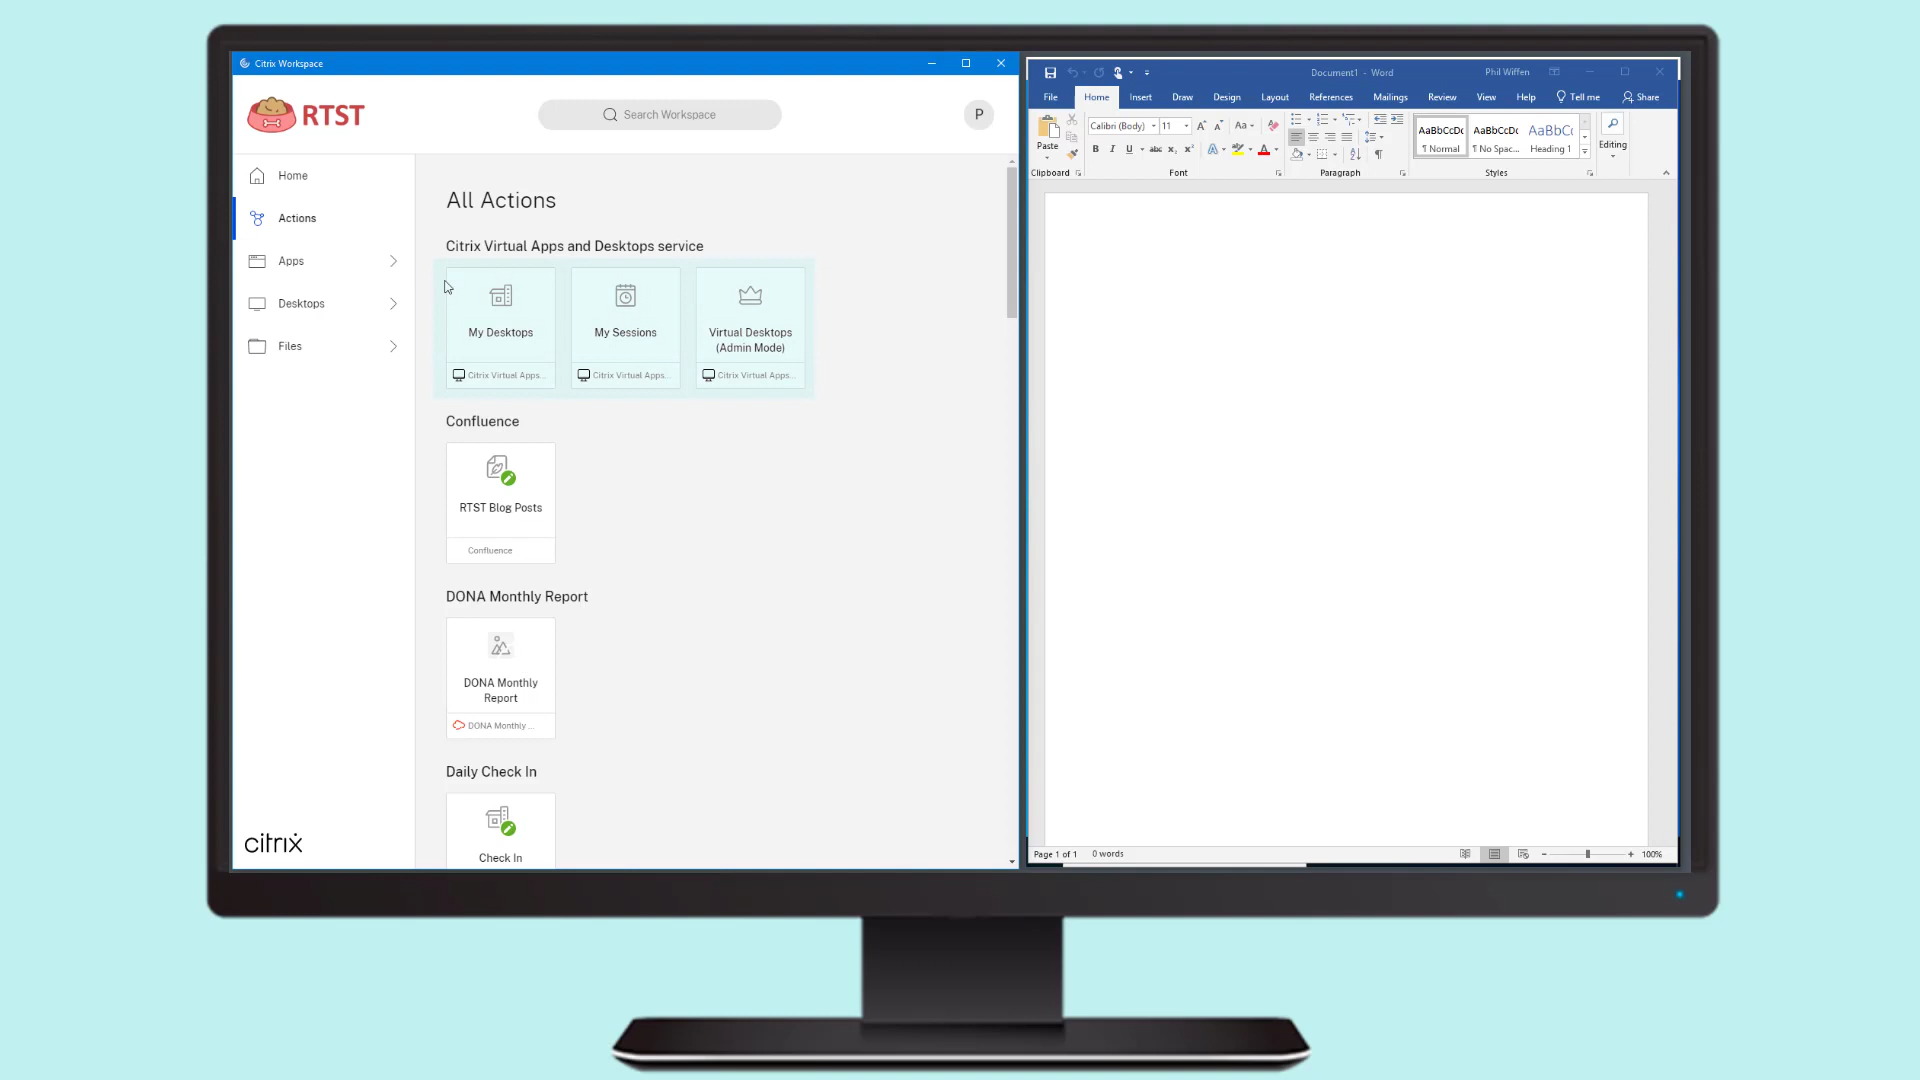 Citrix Workspace
RTST
Search Workspace
P
Home
Actions
Apps
Desktops
Files
citrix
All Actions
Citrix Virtual Apps and Desktops service
My Desktops
Citrix Virtual Apps...
My Sessions
Citrix Virtual Apps...
Virtual Desktops
(Admin Mode)
Citrix Virtual Apps...
Confluence
RTST Blog Posts
Confluence
DONA Monthly Report
DONA Monthly
Report
DONA Monthly ...
Daily Check In
Check In
Document1 - Word
Phil Wiffen
File Home Insert Draw Design Layout References Mailings Review View Help Tell me Share
Paste
Calibri (Body) 11
Aa
B I U abc x₂ x²
A A
AaBbCcDc AaBbCcDc AaBbCc
¶ Normal ¶ No Spac... Heading 1
Editing
Clipboard Font Paragraph Styles
Page 1 of 1 0 words
100%